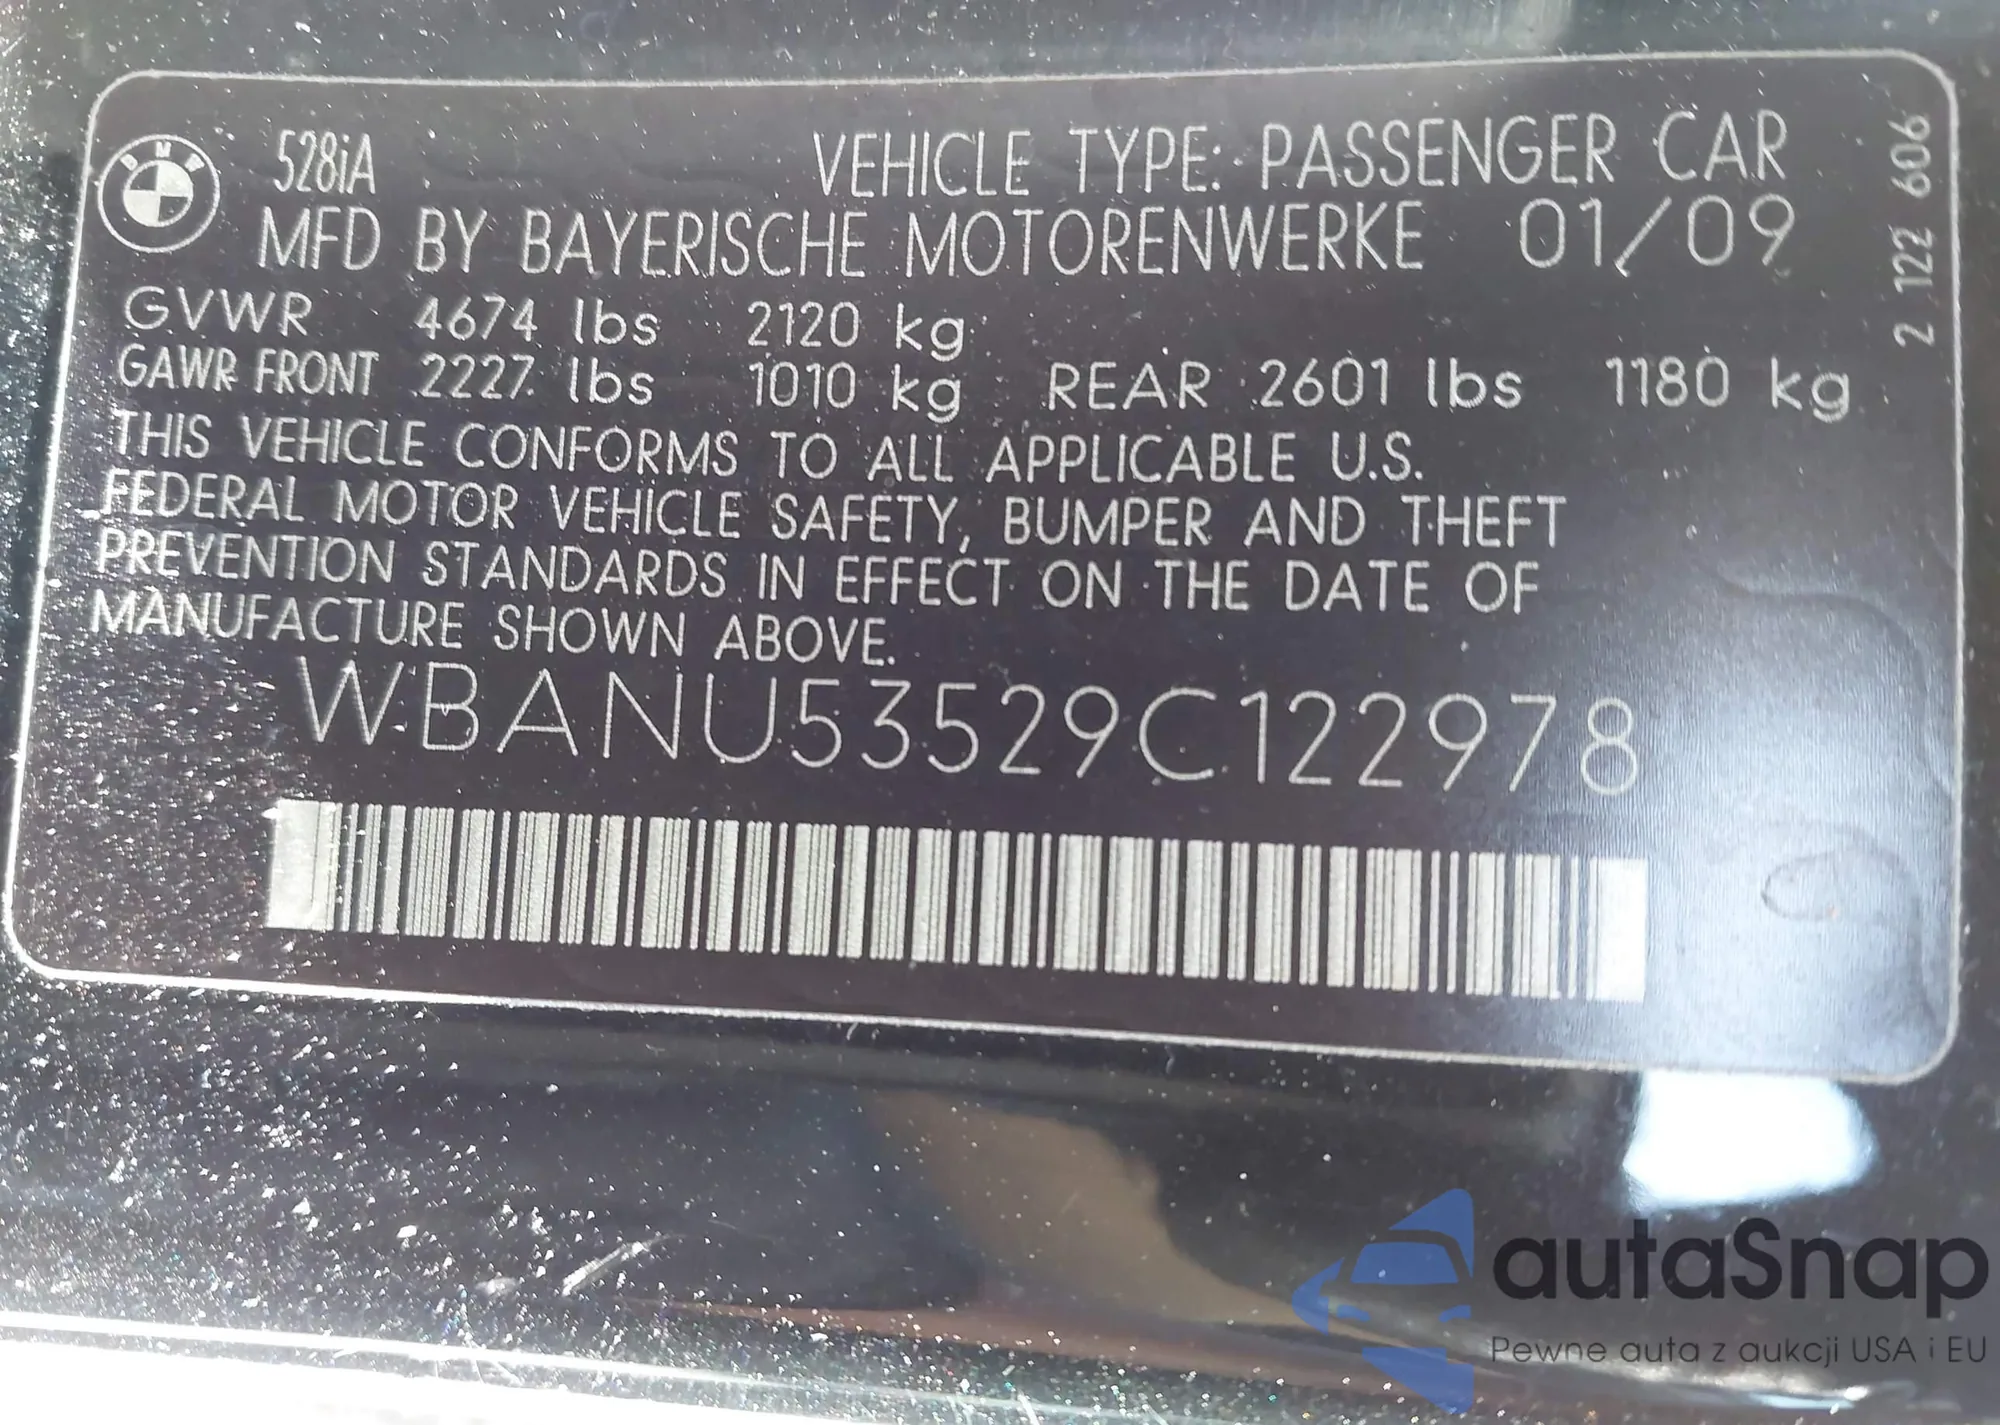 BMW
528iA VEHICLE TYPE: PASSENGER CAR
MFD BY BAYERISCHE MOTORENWERKE 01/09
GVWR 4674 lbs 2120 kg
GAWR FRONT 2227 lbs 1010 kg REAR 2601 lbs 1180 kg
THIS VEHICLE CONFORMS TO ALL APPLICABLE U.S.
FEDERAL MOTOR VEHICLE SAFETY, BUMPER AND THEFT
PREVENTION STANDARDS IN EFFECT ON THE DATE OF
MANUFACTURE SHOWN ABOVE.
WBANU53529C122978
2 122 606
autaSnap
Pewne auta z aukcji USA i EU